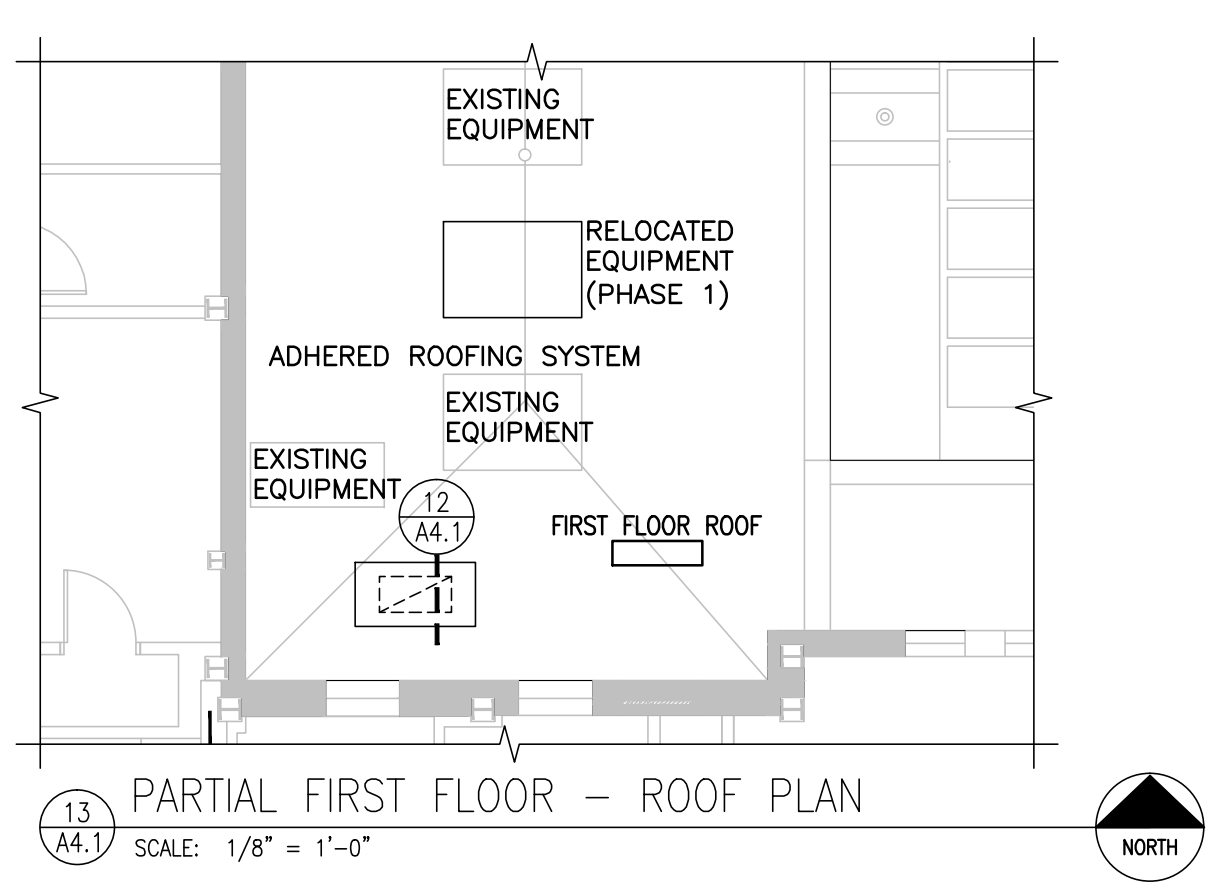 EXISTING
EQUIPMENT
RELOCATED
EQUIPMENT
(PHASE 1)
ADHERED ROOFING SYSTEM
EXISTING
EQUIPMENT
EXISTING
EQUIPMENT
12
A4.1
FIRST FLOOR ROOF
13
A4.1
PARTIAL FIRST FLOOR – ROOF PLAN
SCALE: 1/8" = 1'-0"
NORTH